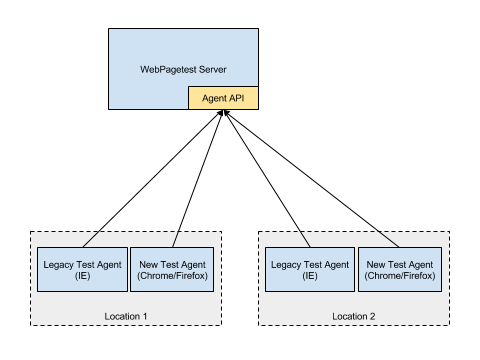 WebPagetest Server
Agent API
Legacy Test Agent
(IE)
New Test Agent
(Chrome/Firefox)
Location 1
Legacy Test Agent
(IE)
New Test Agent
(Chrome/Firefox)
Location 2